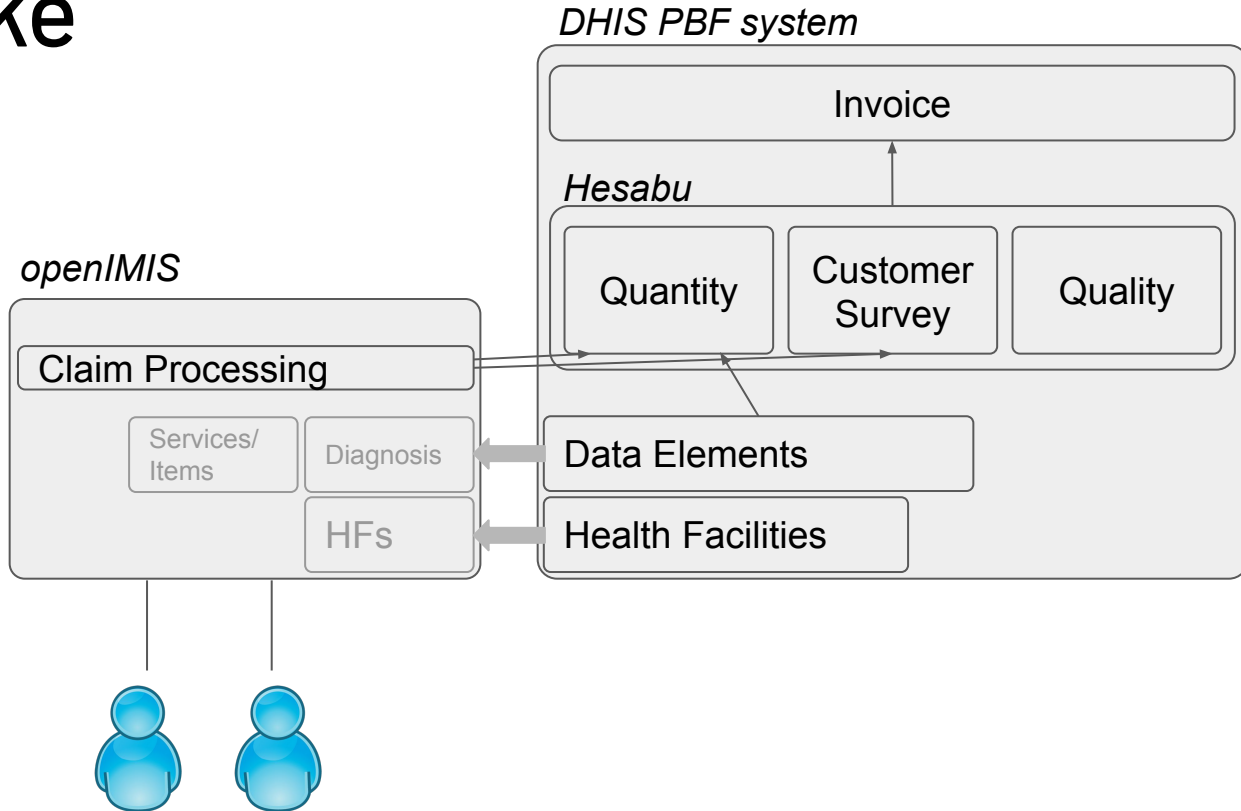 DHIS PBF system
Invoice
Hesabu
Quantity
Customer
Survey
Quality
openIMIS
Claim Processing
Services/
Items
Diagnosis
HFs
Data Elements
Health Facilities